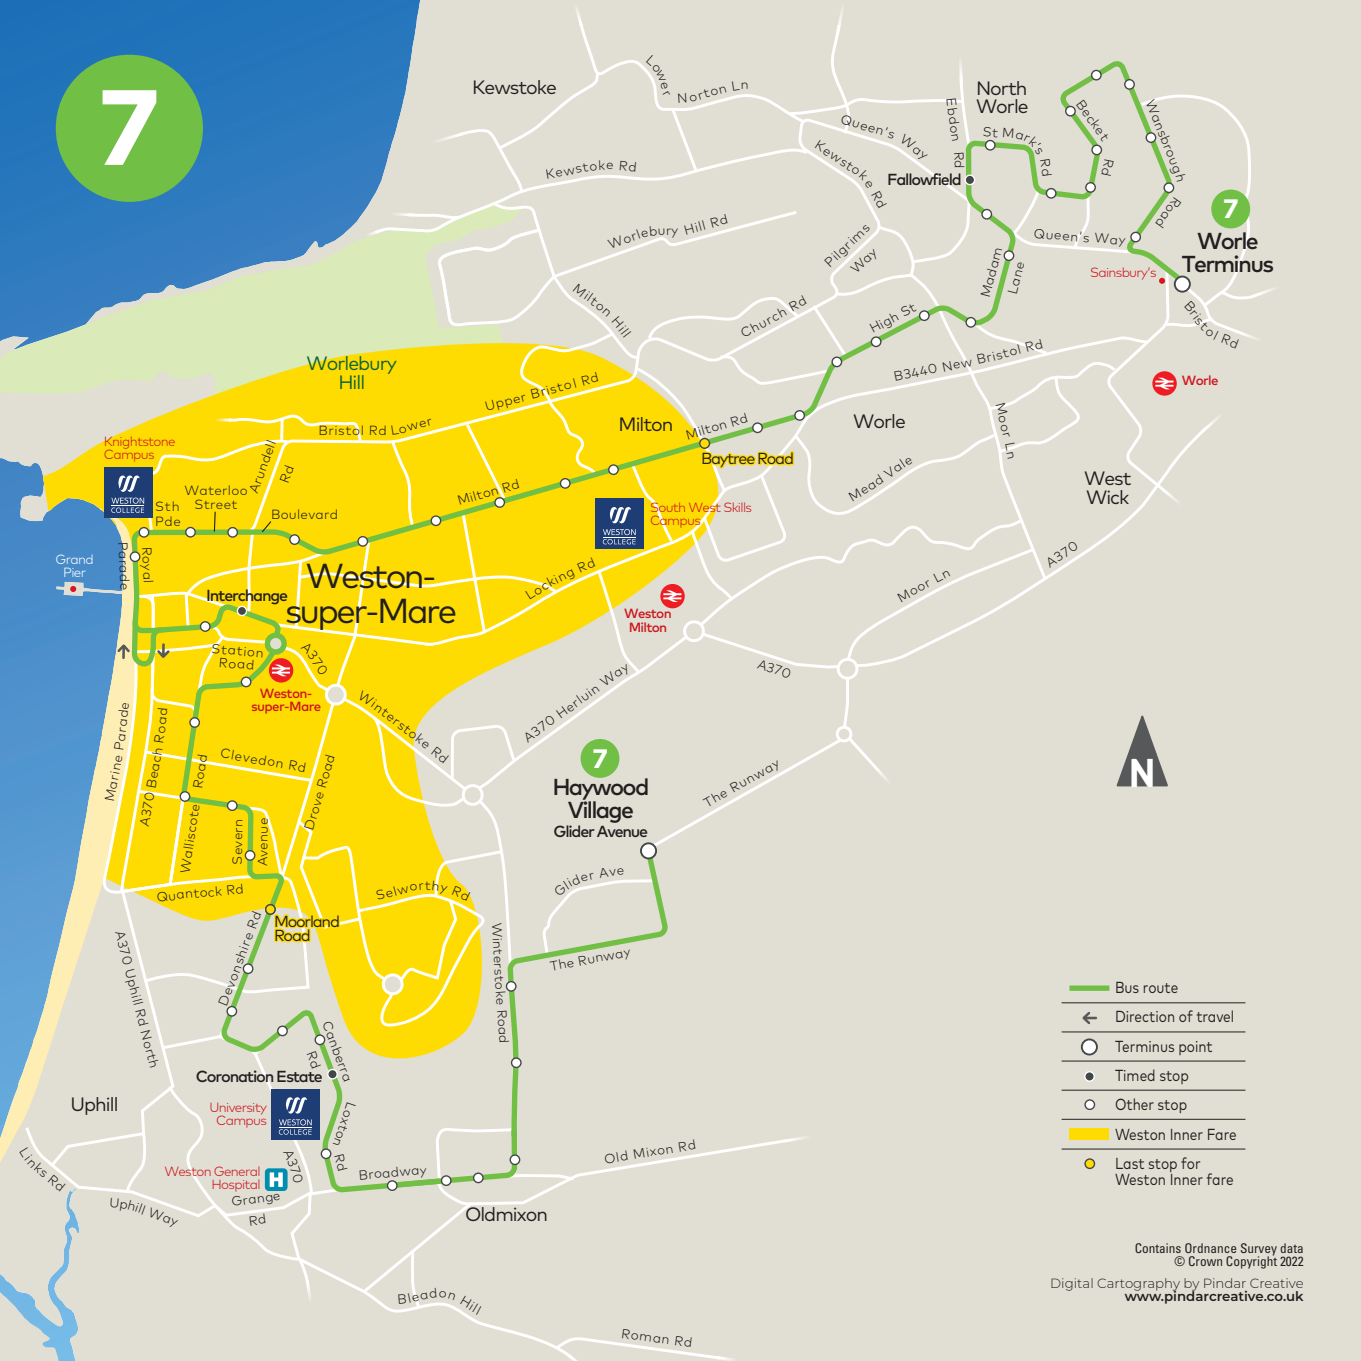 7
Kewstoke
Lower
Norton Ln
Queen's Way
Ebdon Rd
North
Worle
St Mark's Rd
Becket Rd
Wansbrough Road
Kewstoke Rd
Kewstoke Rd
Fallowfield
7
Worle
Terminus
Worlebury Hill Rd
Pilgrims
Way
Queen's Way
Sainsbury's
Madam
Lane
Bristol Rd
Milton Hill
Church Rd
High St
B3440 New Bristol Rd
Worle
Worlebury
Hill
Upper Bristol Rd
Bristol Rd Lower
Milton
Milton Rd
Worle
Baytree Road
Moor Ln
Mead Vale
West
Wick
Knightstone
Campus
WESTON
COLLEGE
Arundell
Rd
Sth
Pde
Waterloo
Street
Boulevard
Milton Rd
WESTON
COLLEGE
South West Skills
Campus
Grand
Pier
Royal
Parade
Weston-
super-Mare
Interchange
Locking Rd
Weston
Milton
Moor Ln
A370
A370
Station
Road
A370
Weston-
super-Mare
Winterstoke Rd
A370 Herluin Way
Marine Parade
A370 Beach Road
Clevedon Rd
Drove Road
Walliscote Road
Severn
Avenue
Quantock Rd
Selworthy Rd
7
Haywood
Village
Glider Avenue
The Runway
Glider Ave
The Runway
N
Moorland
Road
Devonshire Rd
A370 Uphill Rd North
Winterstoke Road
Canberra
Rd
Coronation Estate
University
Campus
WESTON
COLLEGE
Loxton Rd
Uphill
Links Rd
Uphill Way
Weston General
Hospital
H
A370
Grange
Rd
Broadway
Old Mixon Rd
Oldmixon
Bleadon Hill
Roman Rd
Bus route
Direction of travel
Terminus point
Timed stop
Other stop
Weston Inner Fare
Last stop for
Weston Inner fare
Contains Ordnance Survey data
© Crown Copyright 2022
Digital Cartography by Pindar Creative
www.pindarcreative.co.uk